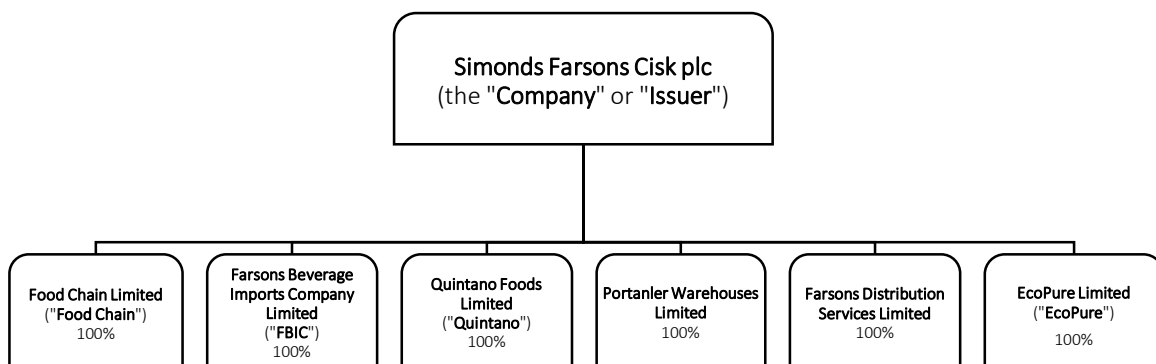 Simonds Farsons Cisk plc
(the "Company" or "Issuer")
Food Chain Limited
("Food Chain")
100%
Farsons Beverage
Imports Company
Limited
("FBIC")
100%
Quintano Foods
Limited
("Quintano")
100%
Portanler Warehouses
Limited
100%
Farsons Distribution
Services Limited
100%
EcoPure Limited
("EcoPure")
100%